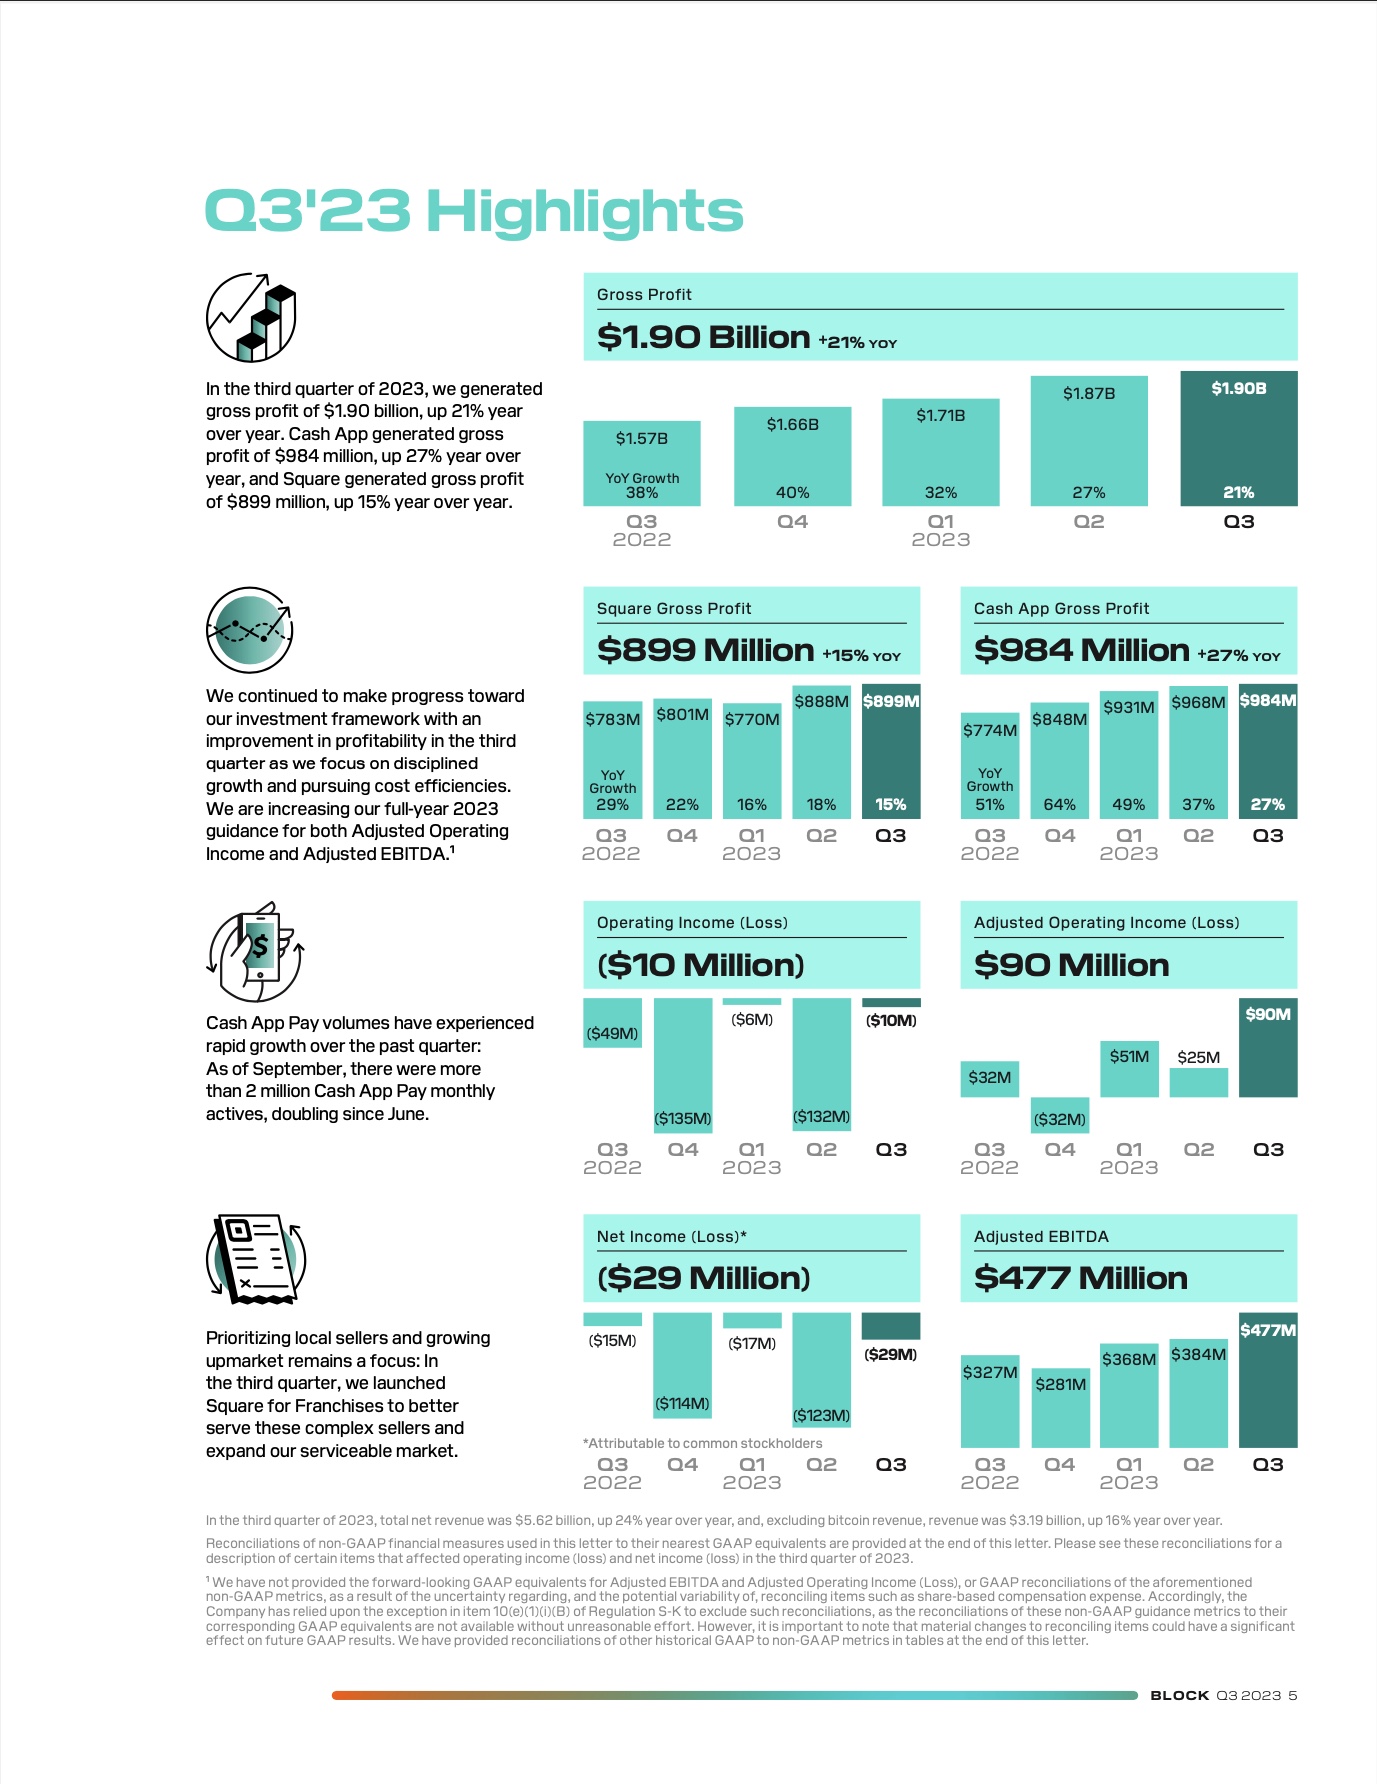 Q3'23 Highlights
In the third quarter of 2023, we generated
gross profit of $1.90 billion, up 21% year
over year. Cash App generated gross
profit of $984 million, up 27% year over
year, and Square generated gross profit
of $899 million, up 15% year over year.
Gross Profit
$1.90 Billion +21% YOY
$1.57B $1.66B $1.71B $1.87B $1.90B
YoY Growth
38% 40% 32% 27% 21%
Q3 Q4 Q1 Q2 Q3
2022 2023
We continued to make progress toward
our investment framework with an
improvement in profitability in the third
quarter as we focus on disciplined
growth and pursuing cost efficiencies.
We are increasing our full-year 2023
guidance for both Adjusted Operating
Income and Adjusted EBITDA.¹
Square Gross Profit
$899 Million +15% YOY
$783M $801M $770M $888M $899M
YoY
Growth
29% 22% 16% 18% 15%
Q3 Q4 Q1 Q2 Q3
2022 2023
Cash App Gross Profit
$984 Million +27% YOY
$774M $848M $931M $968M $984M
YoY
Growth
51% 64% 49% 37% 27%
Q3 Q4 Q1 Q2 Q3
2022 2023
$
Cash App Pay volumes have experienced
rapid growth over the past quarter:
As of September, there were more
than 2 million Cash App Pay monthly
actives, doubling since June.
Operating Income (Loss)
($10 Million)
($49M) ($135M) ($6M) ($132M) ($10M)
Q3 Q4 Q1 Q2 Q3
2022 2023
Adjusted Operating Income (Loss)
$90 Million
$32M ($32M) $51M $25M $90M
Q3 Q4 Q1 Q2 Q3
2022 2023
Prioritizing local sellers and growing
upmarket remains a focus: In
the third quarter, we launched
Square for Franchises to better
serve these complex sellers and
expand our serviceable market.
Net Income (Loss)*
($29 Million)
($15M) ($114M) ($17M) ($123M) ($29M)
*Attributable to common stockholders
Q3 Q4 Q1 Q2 Q3
2022 2023
Adjusted EBITDA
$477 Million
$327M $281M $368M $384M $477M
Q3 Q4 Q1 Q2 Q3
2022 2023
In the third quarter of 2023, total net revenue was $5.62 billion, up 24% year over year, and, excluding bitcoin revenue, revenue was $3.19 billion, up 16% year over year.
Reconciliations of non-GAAP financial measures used in this letter to their nearest GAAP equivalents are provided at the end of this letter. Please see these reconciliations for a
description of certain items that affected operating income (loss) and net income (loss) in the third quarter of 2023.
¹ We have not provided the forward-looking GAAP equivalents for Adjusted EBITDA and Adjusted Operating Income (Loss), or GAAP reconciliations of the aforementioned
non-GAAP metrics, as a result of the uncertainty regarding, and the potential variability of, reconciling items such as share-based compensation expense. Accordingly, the
Company has relied upon the exception in item 10(e)(1)(i)(B) of Regulation S-K to exclude such reconciliations, as the reconciliations of these non-GAAP guidance metrics to their
corresponding GAAP equivalents are not available without unreasonable effort. However, it is important to note that material changes to reconciling items could have a significant
effect on future GAAP results. We have provided reconciliations of other historical GAAP to non-GAAP metrics in tables at the end of this letter.
BLOCK Q3 2023 5